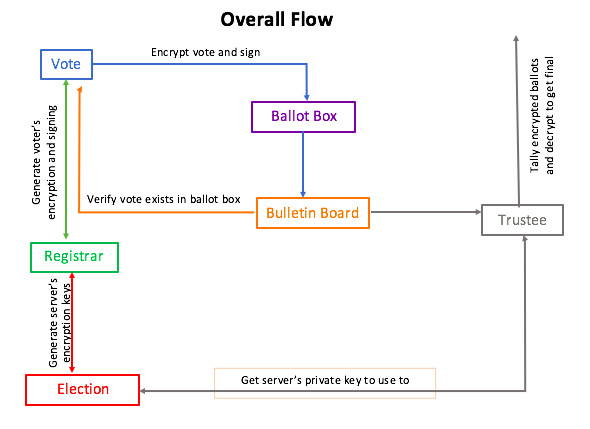 Overall Flow
Encrypt vote and sign
Vote
Ballot Box
Tally encrypted ballots
and decrypt to get final
Generate voter's
encryption and signing
Verify vote exists in ballot box
Bulletin Board
Trustee
Registrar
Generate server's
encryption keys
Election
Get server's private key to use to